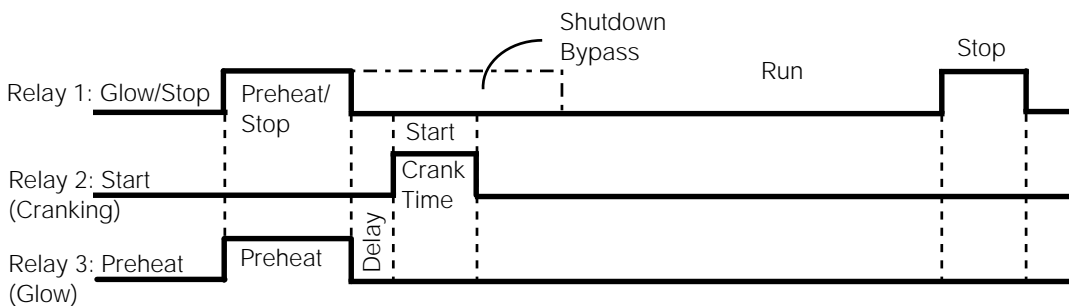 Shutdown
Bypass
Stop
Run
Relay 1: Glow/Stop
Preheat/
Stop
Start
Relay 2: Start
(Cranking)
Crank
Time
Delay
Relay 3: Preheat
(Glow)
Preheat